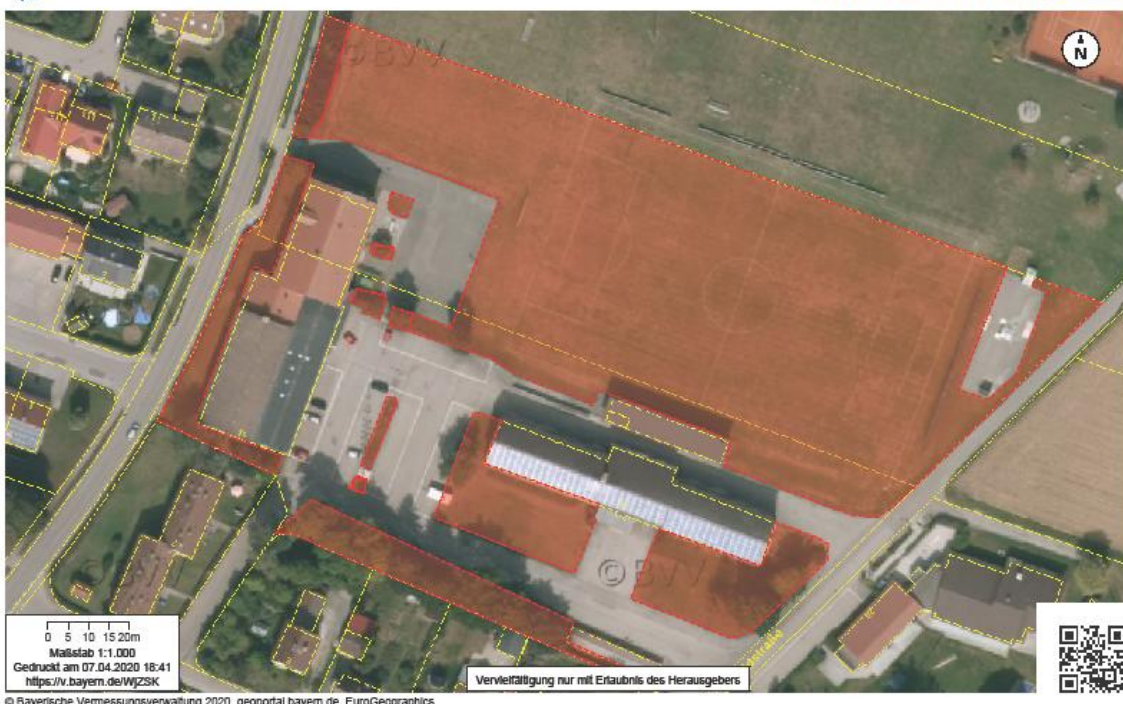 © BVV
N
© BVV
© BVV
0 5 10 15 20m
Maßstab 1:1.000
Gedruckt am 07.04.2020 18:41
https://v.bayern.de/WjZSK
Vervielfältigung nur mit Erlaubnis des Herausgebers
© Bayerische Vermessungsverwaltung 2020, geoportal.bayern.de, EuroGeographics